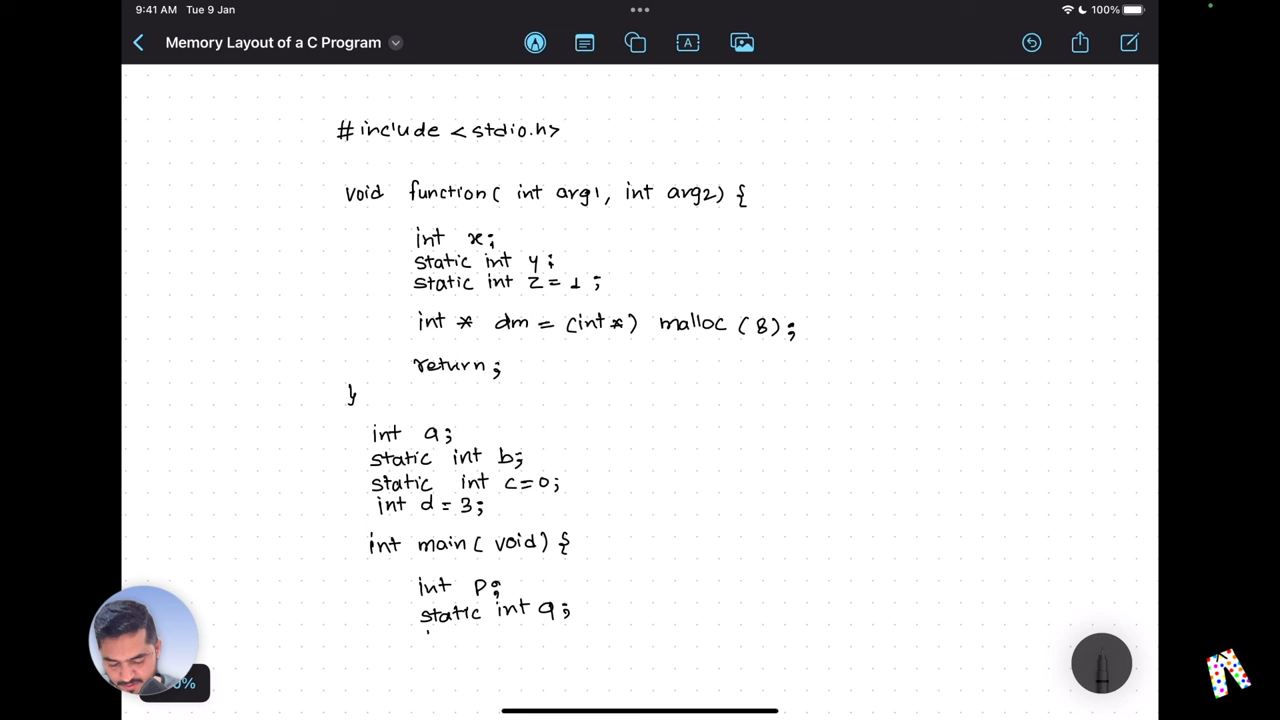 9:41 AM Tue 9 Jan
100%
Memory Layout of a C Program
#include <stdio.h>
void function( int arg1, int arg2) {
int x;
static int y;
static int z = 1;
int * dm = (int*) malloc (8);
return;
}
int a;
static int b;
static int c=0;
int d = 3;
int main( void) {
int p;
static int q;